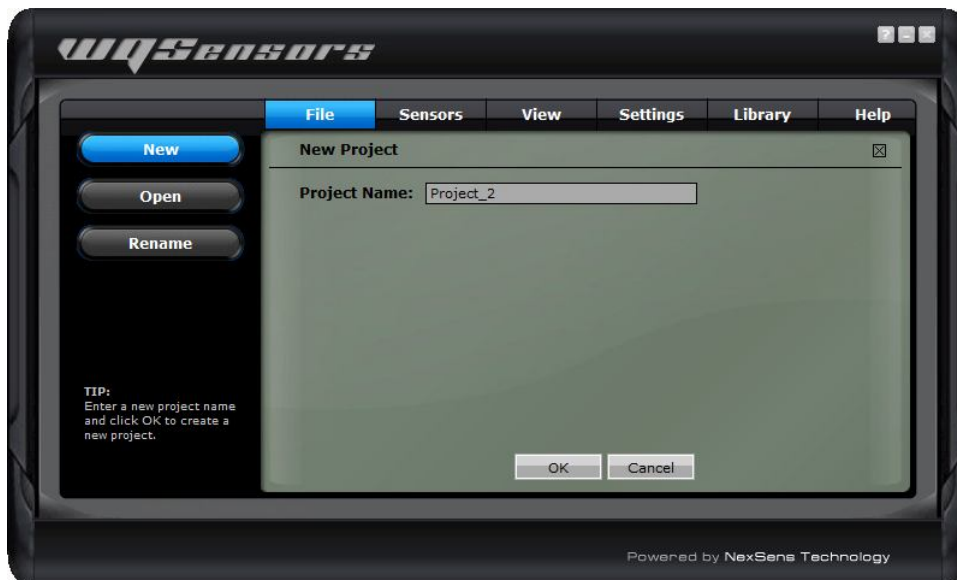 WQSensors
File Sensors View Settings Library Help
New
Open
Rename
New Project
Project Name: Project_2
TIP:
Enter a new project name
and click OK to create a
new project.
OK Cancel
Powered by NexSens Technology